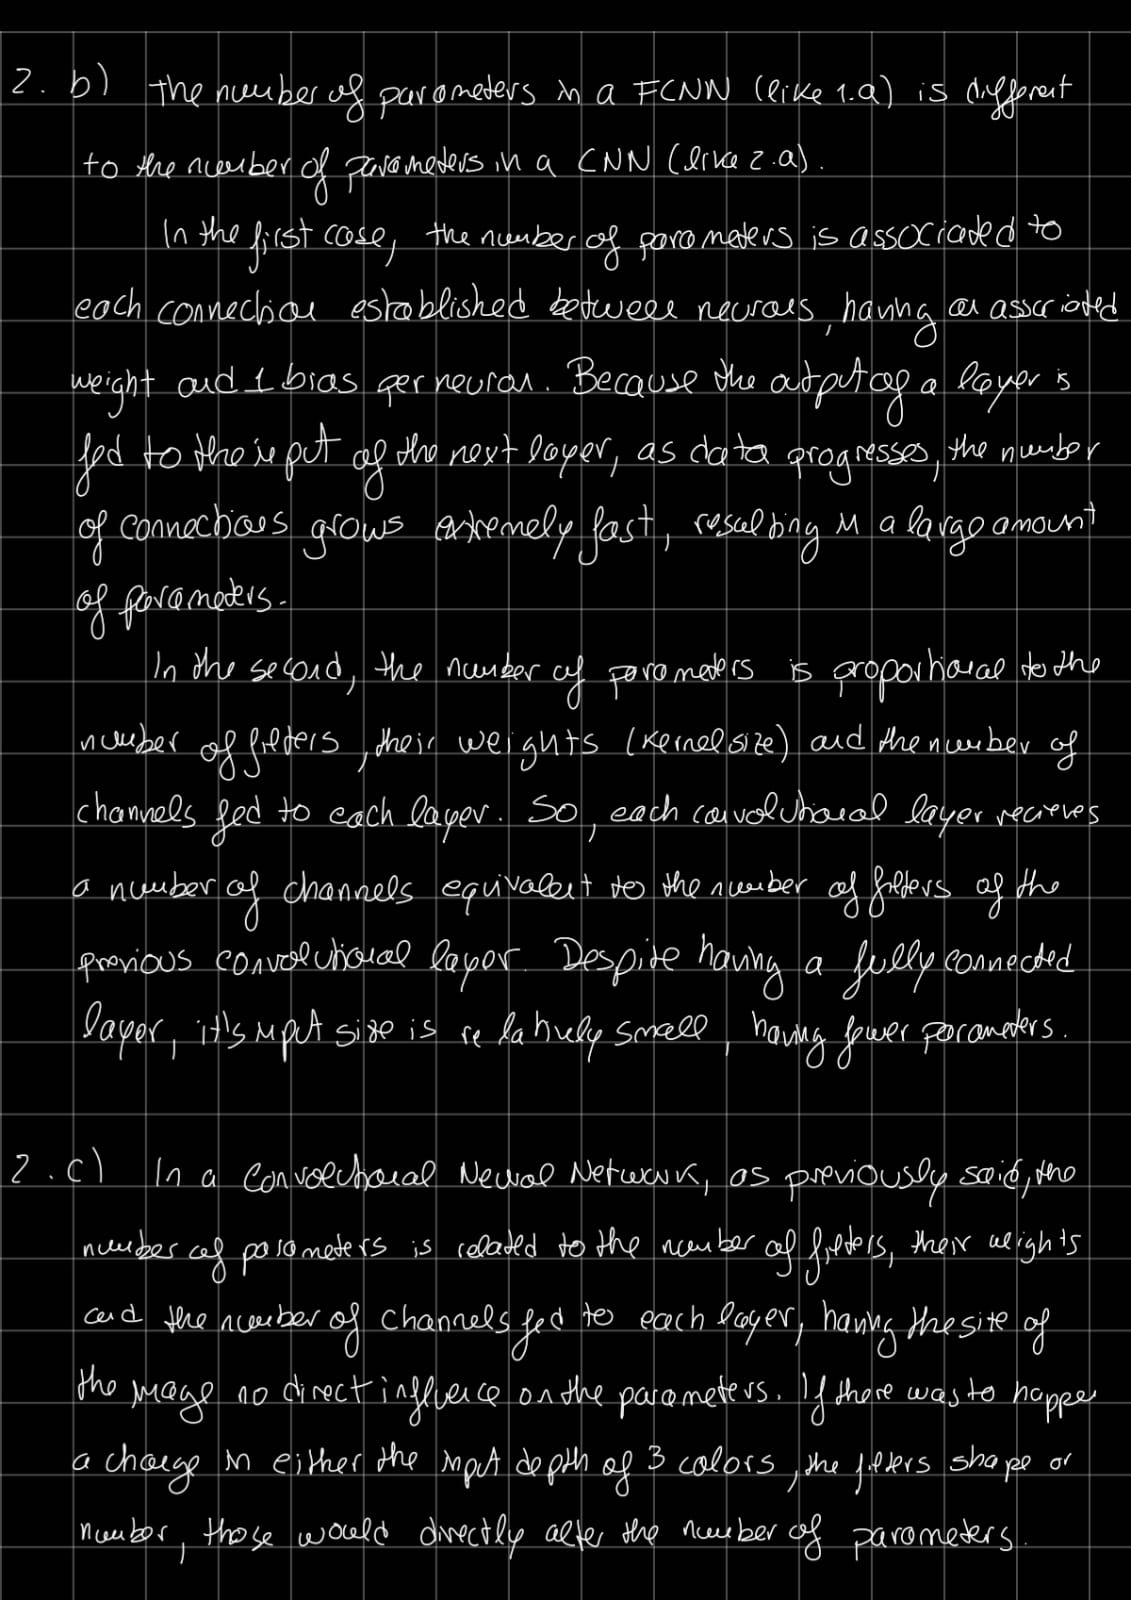 2. b) The number of parameters in a FCNN (like 1.a) is different
to the number of parameters in a CNN (like 2.a).
In the first case, the number of parameters is associated to
each connection established between neurons, having an associated
weight and 1 bias per neuron. Because the output of a layer is
fed to the input of the next layer, as data progresses, the number
of connections grows extremely fast, resulting in a large amount
of parameters.
In the second, the number of parameters is proportional to the
number of filters, their weights (kernel size) and the number of
channels fed to each layer. So, each convolutional layer recieves
a number of channels equivalent to the number of filters of the
previous convolutional layer. Despite having a fully connected
layer, it's input size is relatively small, having fewer parameters.
2. c) In a Convolutional Neural Network, as previously said, the
number of parameters is related to the number of filters, their weights
and the number of channels fed to each layer, having the size of
the image no direct influence on the parameters. If there was to happen
a change in either the input depth of 3 colors, the filters shape or
number, those would directly alter the number of parameters.